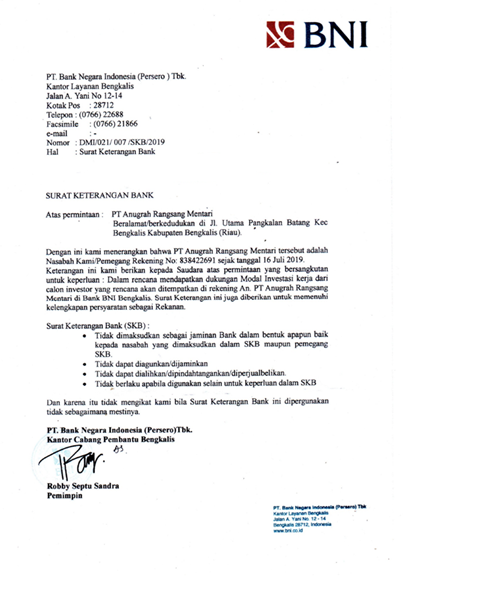 BNI
PT. Bank Negara Indonesia (Persero ) Tbk.
Kantor Layanan Bengkalis
Jalan A. Yani No 12-14
Kotak Pos : 28712
Telepon : (0766) 22688
Facsimile : (0766) 21866
e-mail : -
Nomor : DMI/021/ 007 /SKB/2019
Hal : Surat Keterangan Bank
SURAT KETERANGAN BANK
Atas permintaan : PT Anugrah Rangsang Mentari
Beralamat/berkedudukan di Jl. Utama Pangkalan Batang Kec
Bengkalis Kabupaten Bengkalis (Riau).
Dengan ini kami menerangkan bahwa PT Anugrah Rangsang Mentari tersebut adalah
Nasabah Kami/Pemegang Rekening No: 838422691 sejak tanggal 16 Juli 2019.
Keterangan ini kami berikan kepada Saudara atas permintaan yang bersangkutan
untuk keperluan : Dalam rencana mendapatkan dukungan Modal Investasi kerja dari
calon investor yang rencana akan ditempatkan di rekening An. PT Anugrah Rangsang
Mentari di Bank BNI Bengkalis. Surat Keterangan ini juga diberikan untuk memenuhi
kelengkapan persyaratan sebagai Rekanan.
Surat Keterangan Bank (SKB) :
• Tidak dimaksudkan sebagai jaminan Bank dalam bentuk apapun baik
kepada nasabah yang dimaksudkan dalam SKB maupun pemegang
SKB.
• Tidak dapat diagunkan/dijaminkan
• Tidak dapat dialihkan/dipindahtangankan/diperjualbelikan.
• Tidak berlaku apabila digunakan selain untuk keperluan dalam SKB
Dan karena itu tidak mengikat kami bila Surat Keterangan Bank ini dipergunakan
tidak sebagaimana mestinya.
PT. Bank Negara Indonesia (Persero)Tbk.
Kantor Cabang Pembantu Bengkalis
Robby Septu Sandra
Pemimpin
PT. Bank Negara Indonesia (Persero) Tbk
Kantor Layanan Bengkalis
Jalan A. Yani No. 12 - 14
Bengkalis 28712, Indonesia
www.bni.co.id